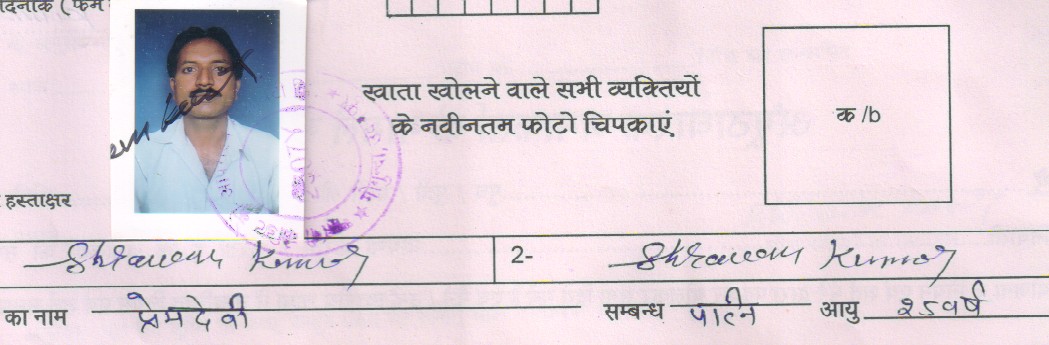 दिनांक (फर्म
खाता खोलने वाले सभी व्यक्तियों
के नवीनतम फोटो चिपकाएं
क /b
हस्ताक्षर
Shrawan Kumar 2- Shrawan Kumar
का नाम प्रेमदेवी सम्बन्ध पत्नि आयु २८ वर्ष